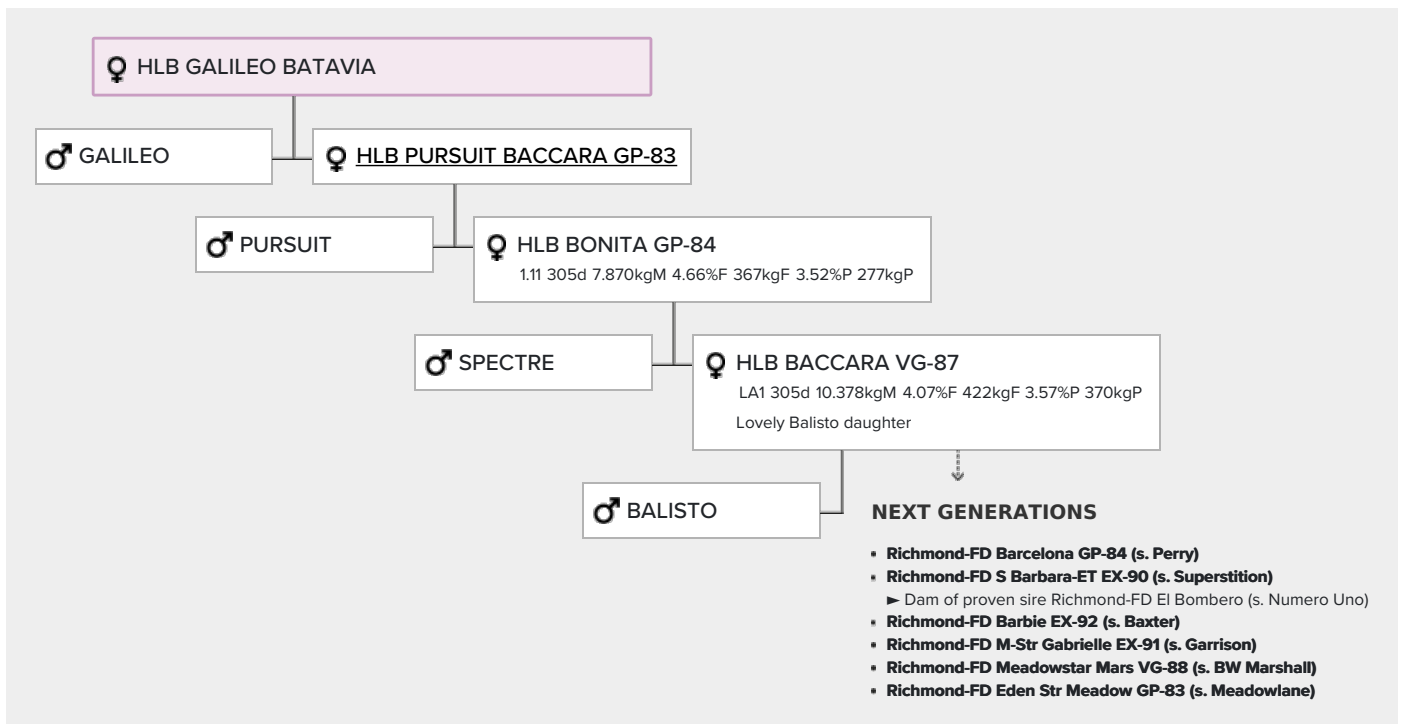 ♀ HLB GALILEO BATAVIA
♂ GALILEO
♀ HLB PURSUIT BACCARA GP-83
♂ PURSUIT
♀ HLB BONITA GP-84
1.11 305d 7.870kgM 4.66%F 367kgF 3.52%P 277kgP
♂ SPECTRE
♀ HLB BACCARA VG-87
LA1 305d 10.378kgM 4.07%F 422kgF 3.57%P 370kgP
Lovely Balisto daughter
♂ BALISTO
NEXT GENERATIONS
• Richmond-FD Barcelona GP-84 (s. Perry)
• Richmond-FD S Barbara-ET EX-90 (s. Superstition)
► Dam of proven sire Richmond-FD El Bombero (s. Numero Uno)
• Richmond-FD Barbie EX-92 (s. Baxter)
• Richmond-FD M-Str Gabrielle EX-91 (s. Garrison)
• Richmond-FD Meadowstar Mars VG-88 (s. BW Marshall)
• Richmond-FD Eden Str Meadow GP-83 (s. Meadowlane)